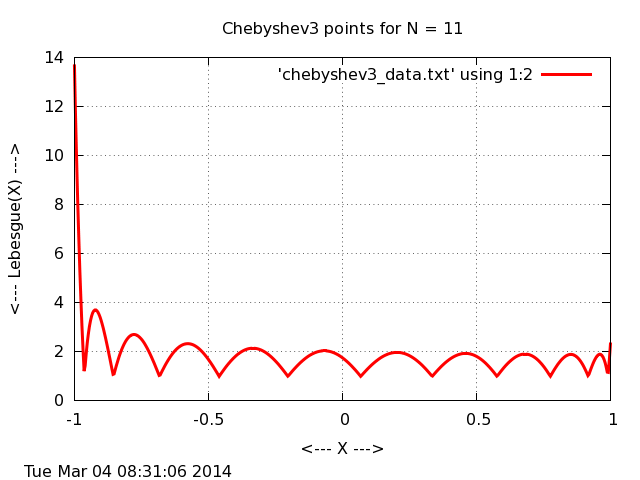 Chebyshev3 points for N = 11
'chebyshev3_data.txt' using 1:2
<--- Lebesgue(X) --->
14
12
10
8
6
4
2
0
-1 -0.5 0 0.5 1
<--- X --->
Tue Mar 04 08:31:06 2014